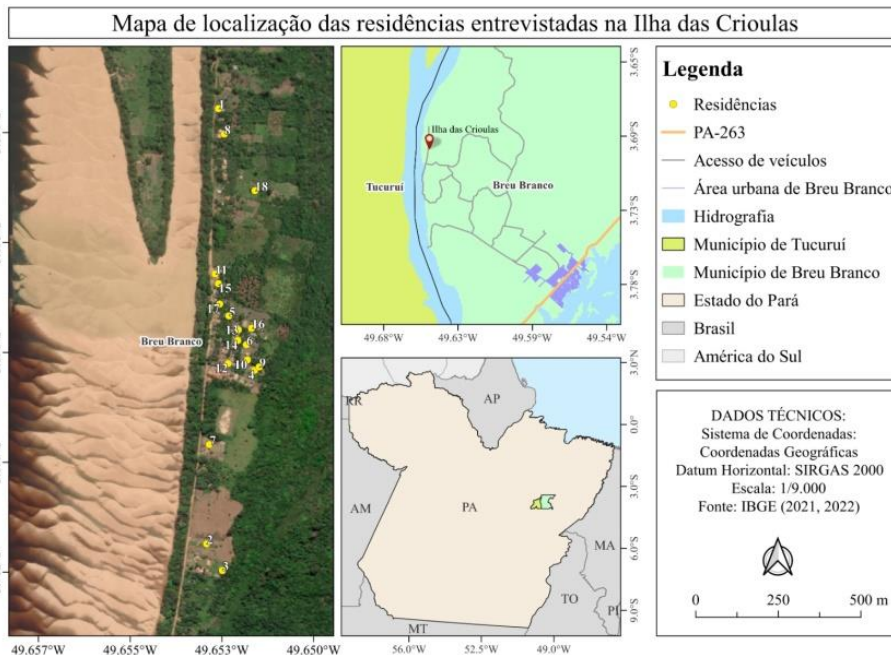 Mapa de localização das residências entrevistadas na Ilha das Crioulas
1
8
18
11
15
17
5
16
13
14
6
Breu Branco
12
10
9
4
7
2
3
49.657°W
49.655°W
49.653°W
49.650°W
Ilha das Crioulas
Tucuruí
Breu Branco
3.65°S
3.69°S
3.73°S
3.78°S
49.68°W
49.63°W
49.59°W
49.54°W
RR
AP
AM
PA
MA
TO
PI
MT
3.0°N
0.0°
3.0°S
6.0°S
9.0°S
56.0°W
52.5°W
49.0°W
Legenda
Residências
PA-263
Acesso de veículos
Área urbana de Breu Branco
Hidrografia
Município de Tucuruí
Município de Breu Branco
Estado do Pará
Brasil
América do Sul
DADOS TÉCNICOS:
Sistema de Coordenadas:
Coordenadas Geográficas
Datum Horizontal: SIRGAS 2000
Escala: 1/9.000
Fonte: IBGE (2021, 2022)
0 250 500 m